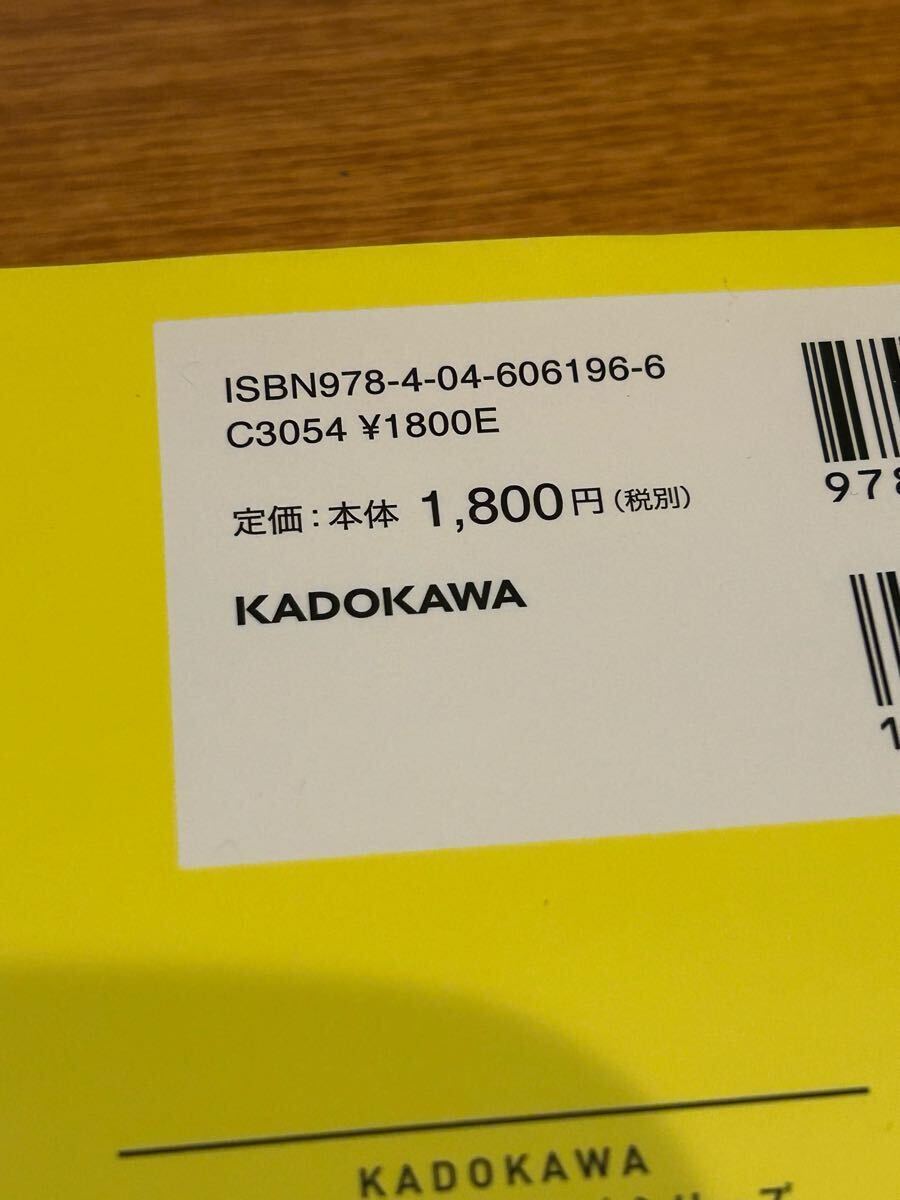 ISBN978-4-04-606196-6
C3054 ¥1800E
定価：本体 1,800円（税別）
KADOKAWA
978
1
KADOKAWA